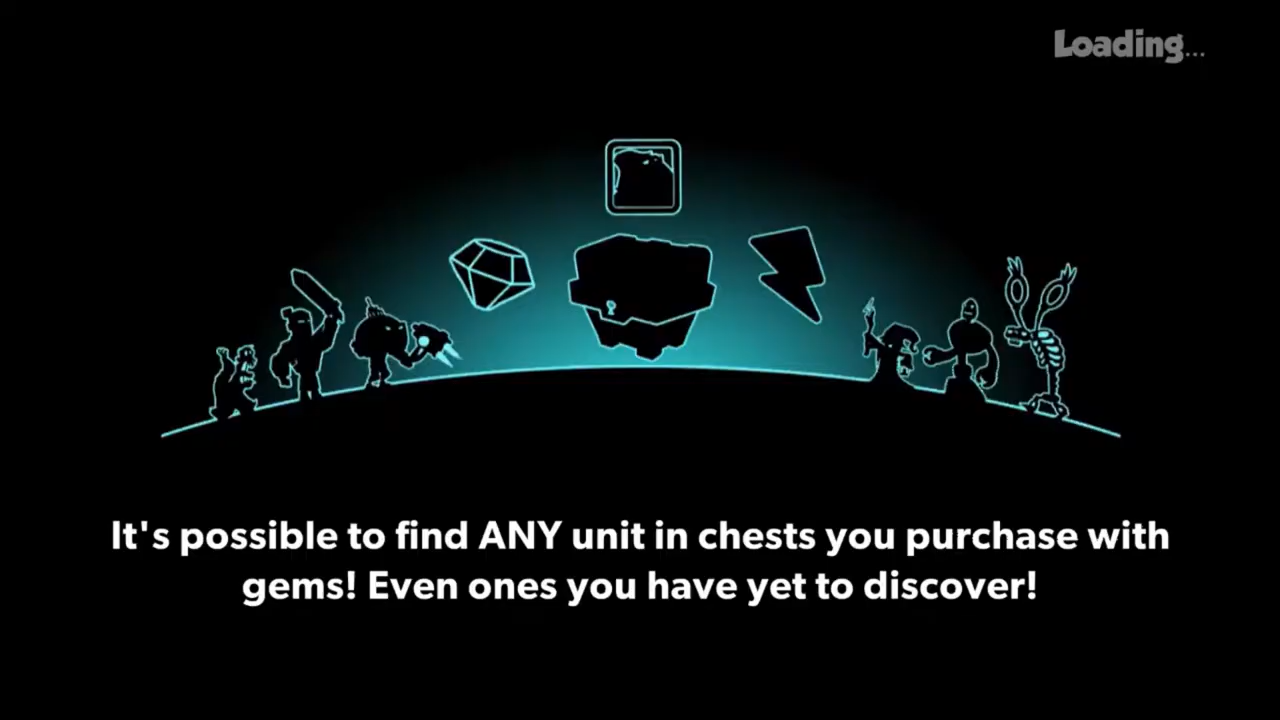 Loading...
It's possible to find ANY unit in chests you purchase with
gems! Even ones you have yet to discover!